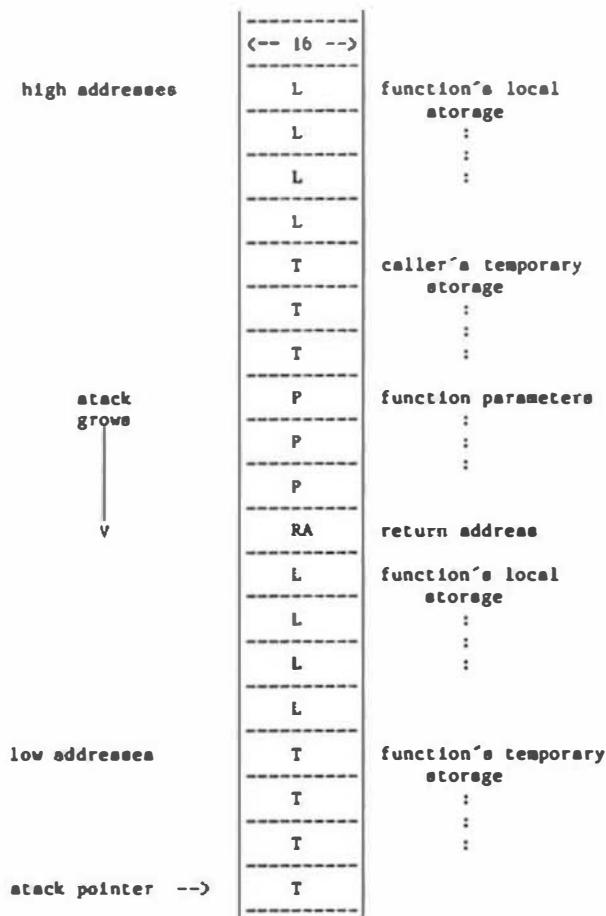 <-- 16 -->
high addresses L function's local
storage
L :
:
L :
L
T caller's temporary
storage
T :
:
T :
stack P function parameters
grows :
P :
:
P
V RA return address
L function's local
storage
L :
:
L :
L
low addresses T function's temporary
storage
T :
:
T :
stack pointer --> T